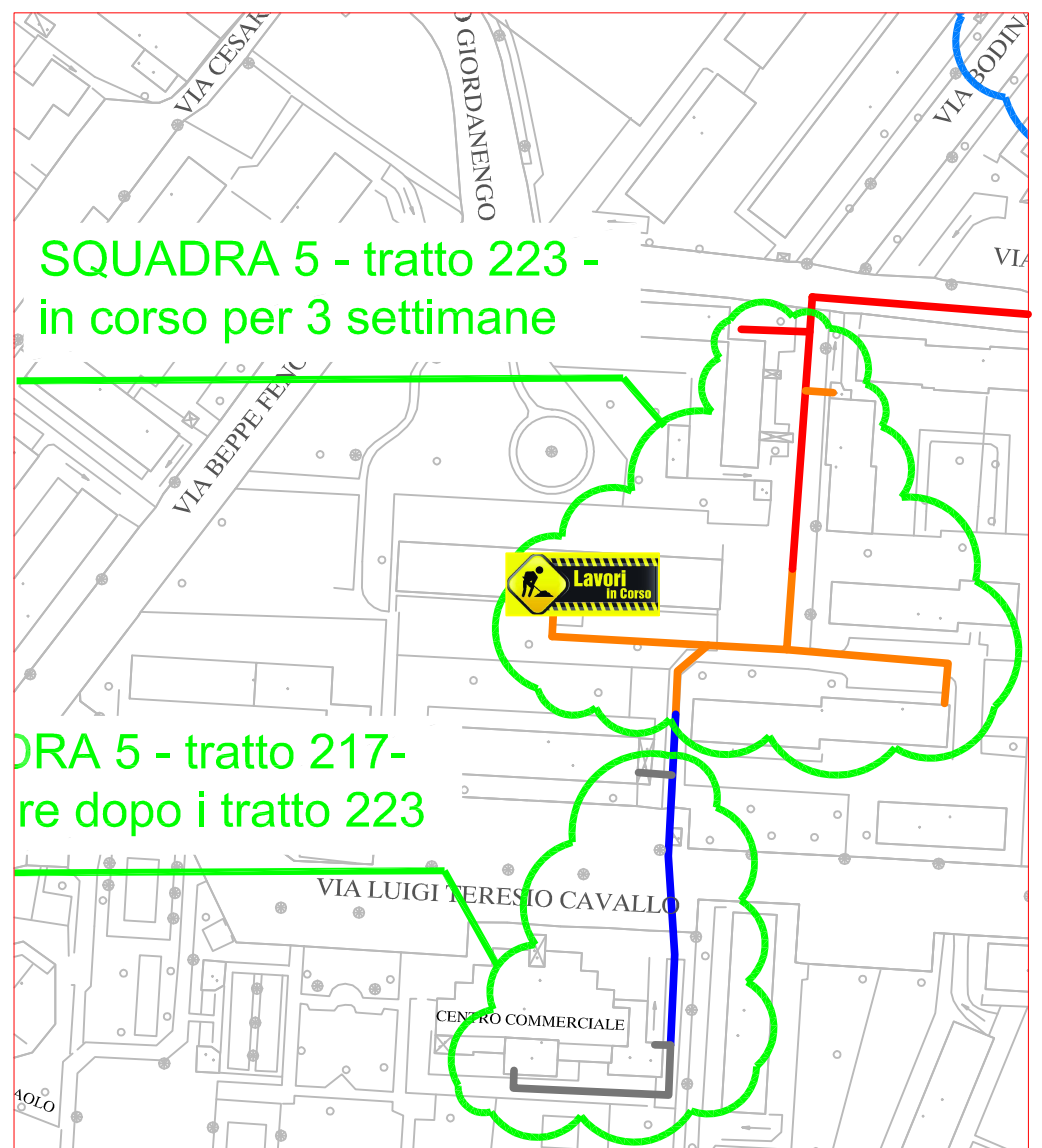 VIA CESAR
O GIORDANENGO
VIA BODINA
VIA
SQUADRA 5 - tratto 223 -
in corso per 3 settimane
VIA BEPPE FENO
Lavori
in Corso
DRA 5 - tratto 217-
re dopo i tratto 223
VIA LUIGI TERESIO CAVALLO
CENTRO COMMERCIALE
AOLO